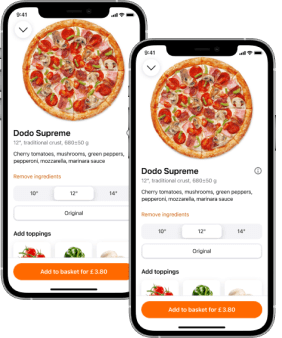 9:41
Dodo Supreme
12", traditional crust, 680±50 g
Cherry tomatoes, mushrooms, green peppers,
pepperoni, mozzarella, marinara sauce
Remove ingredients
10" 12" 14"
Original
Add toppings
Add to basket for £3.80
9:41
Dodo Supreme
12", traditional crust, 680±50 g
Cherry tomatoes, mushrooms, green peppers,
pepperoni, mozzarella, marinara sauce
Remove ingredients
10" 12" 14"
Original
Add toppings
Add to basket for £3.80